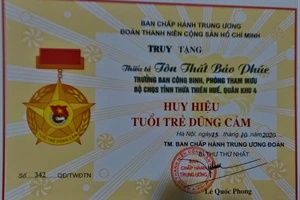 BAN CHẤP HÀNH TRUNG ƯƠNG
ĐOÀN THANH NIÊN CỘNG SẢN HỒ CHÍ MINH
TRUY TẶNG
Thiếu tá Tôn Thất Bảo Phúc
TRƯỞNG BAN CÔNG BINH, PHÒNG THAM MƯU
BỘ CHQS TỈNH THỪA THIÊN HUẾ, QUÂN KHU 4
HUY HIỆU
TUỔI TRẺ DŨNG CẢM
Hà Nội, ngày 15 tháng 10, 2020
TM. BAN CHẤP HÀNH TRUNG ƯƠNG ĐOÀN
BÍ THƯ THỨ NHẤT
Số 342 QĐ/TWĐTN
Lê Quốc Phong